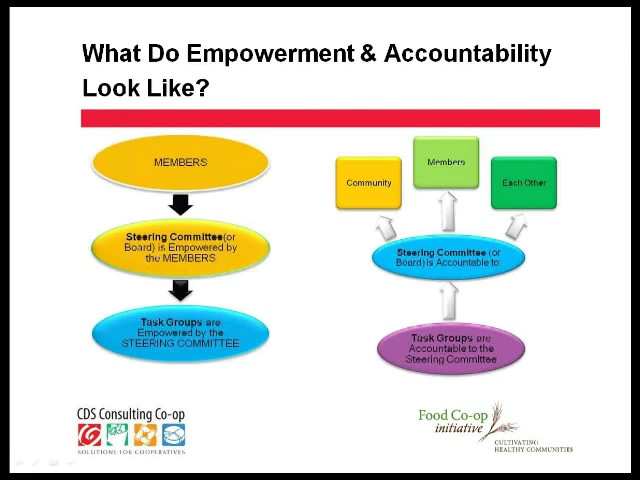 What Do Empowerment & Accountability
Look Like?
MEMBERS
Steering Committee(or
Board) is Empowered by
the MEMBERS
Task Groups are
Empowered by the
STEERING COMMITTEE
Community
Members
Each Other
Steering Committee (or
Board) is Accountable to:
Task Groups are
Accountable to the
Steering Committee
CDS Consulting Co-op
SOLUTIONS FOR COOPERATIVES
Food Co-op
initiative
CULTIVATING
HEALTHY COMMUNITIES